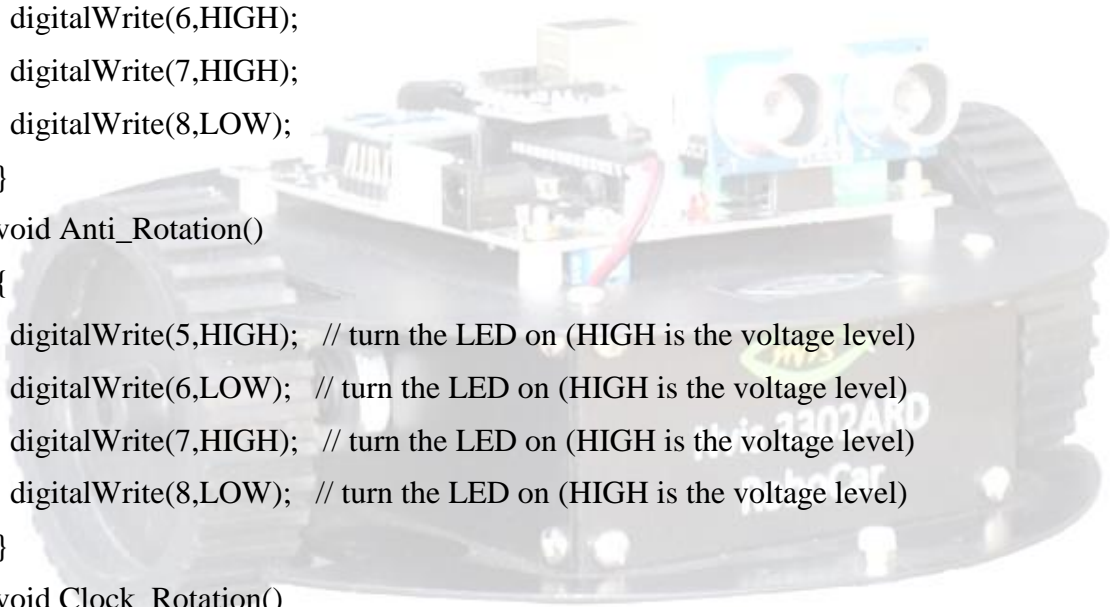 digitalWrite(6,HIGH);
digitalWrite(7,HIGH);
digitalWrite(8,LOW);
}
void Anti_Rotation()
{
digitalWrite(5,HIGH); // turn the LED on (HIGH is the voltage level)
digitalWrite(6,LOW); // turn the LED on (HIGH is the voltage level)
digitalWrite(7,HIGH); // turn the LED on (HIGH is the voltage level)
digitalWrite(8,LOW); // turn the LED on (HIGH is the voltage level)
}
void Clock_Rotation()
Nvis 3302ARD
RoboCar